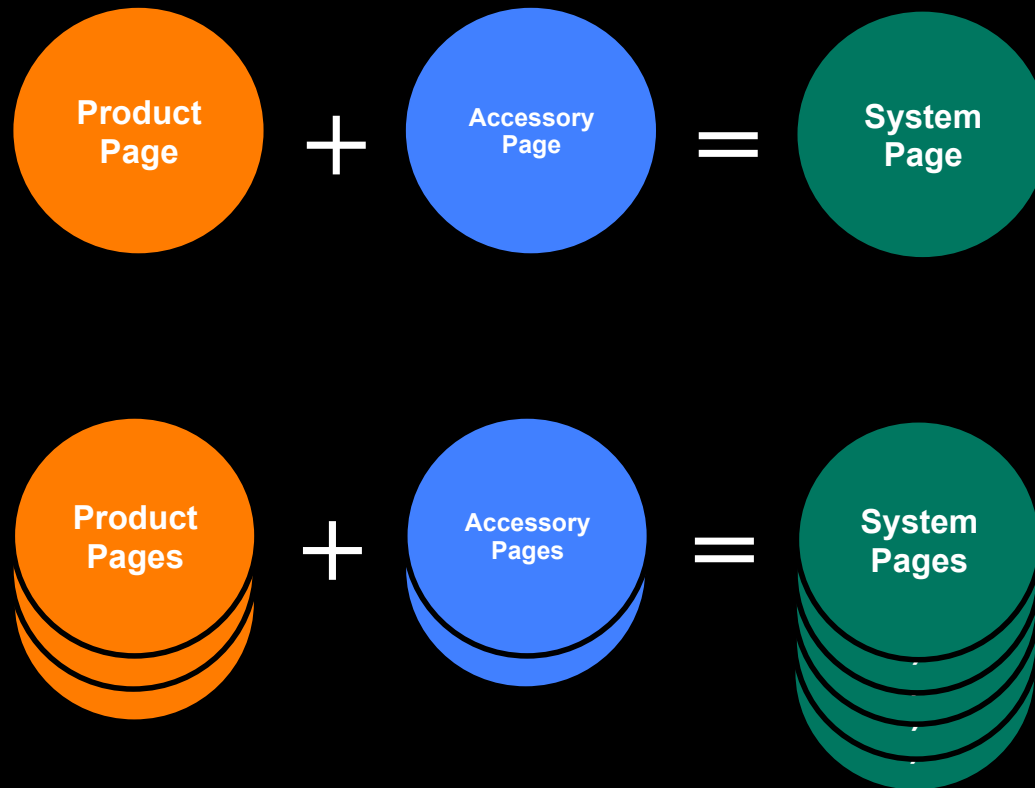 Product
Page
+
Accessory
Page
=
System
Page
Product
Pages
+
Accessory
Pages
=
System
Pages